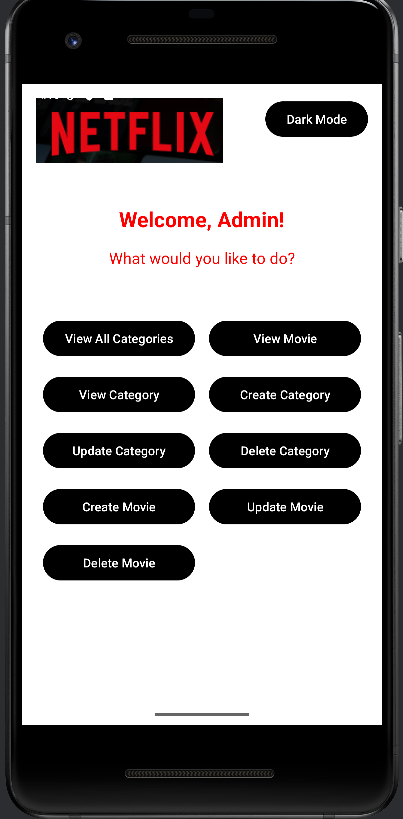 NETFLIX
Dark Mode
Welcome, Admin!
What would you like to do?
View All Categories
View Movie
View Category
Create Category
Update Category
Delete Category
Create Movie
Update Movie
Delete Movie